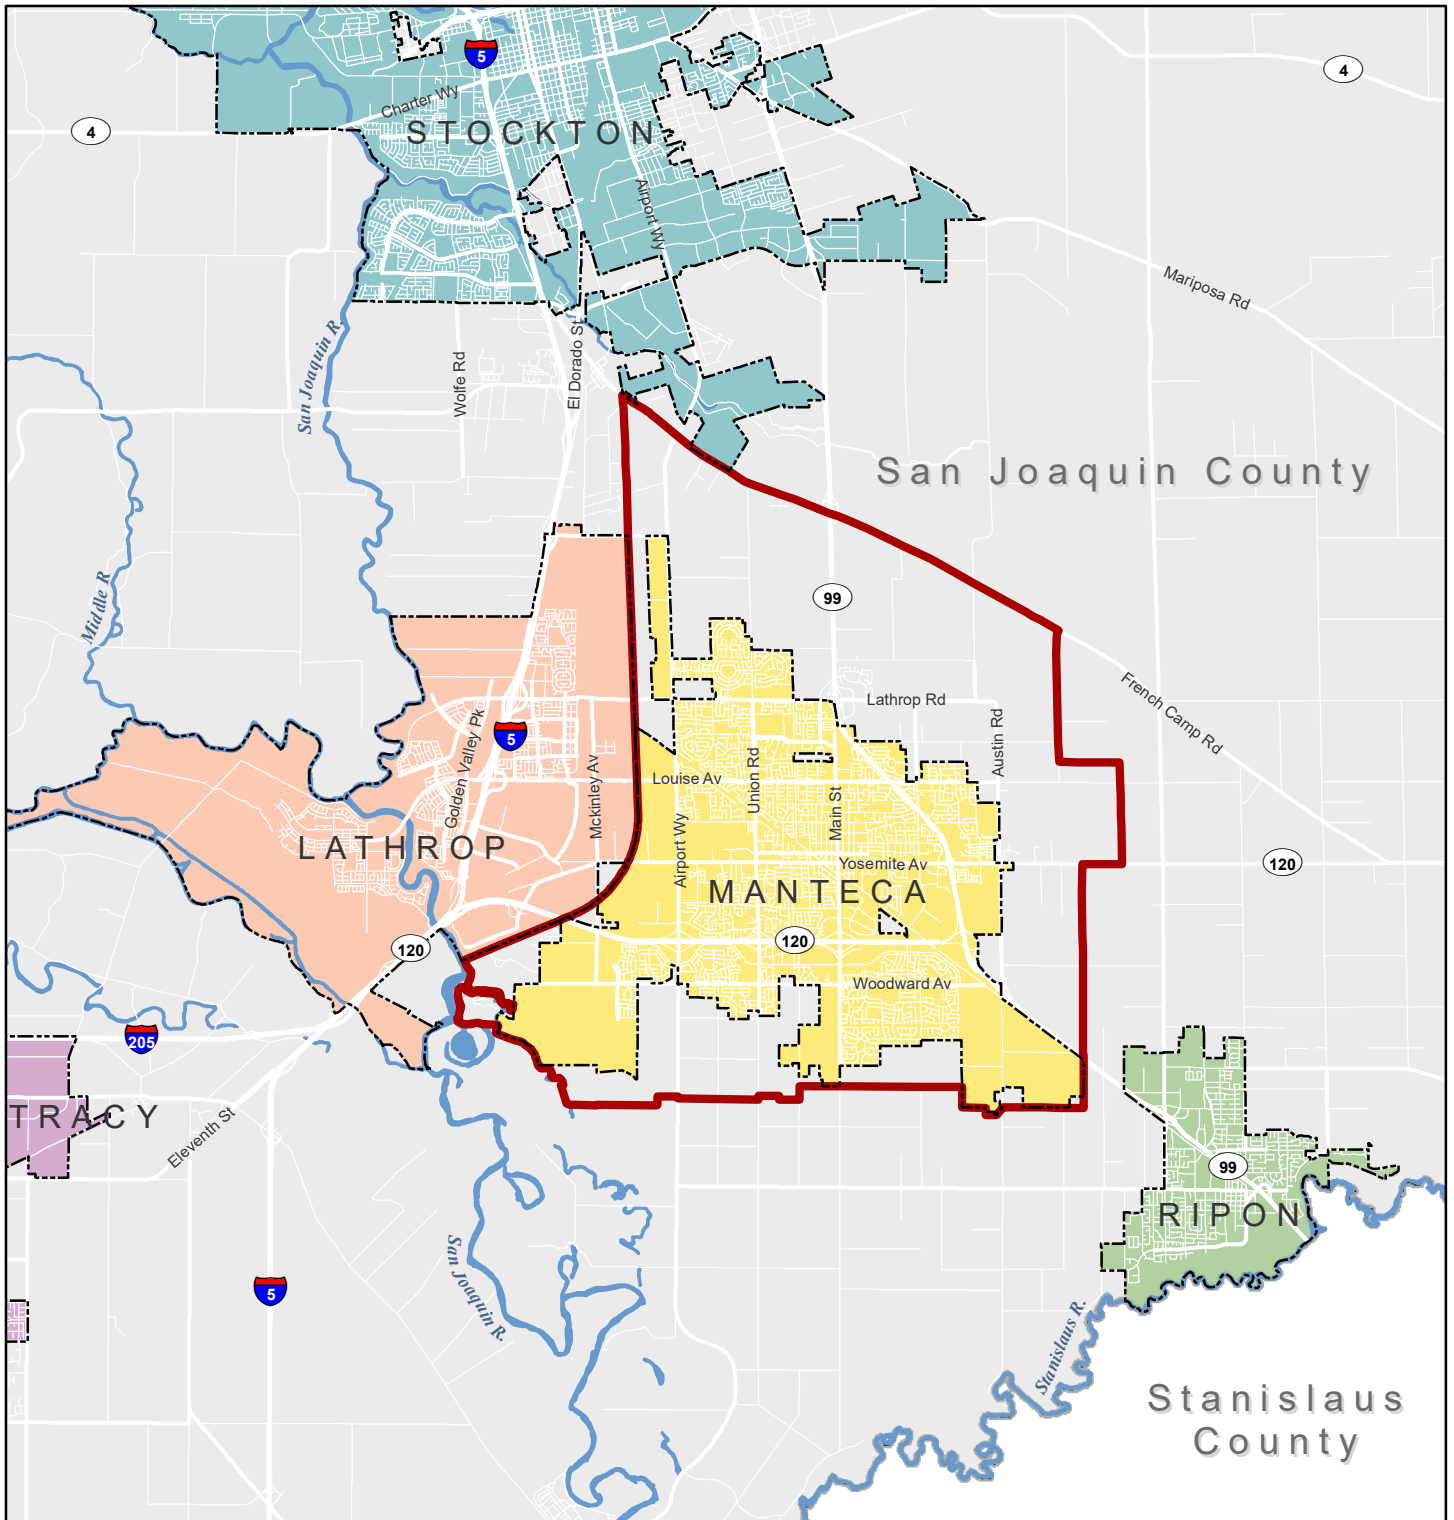 5
4
Charter Wy
4
STOCKTON
Airport Wy
Mariposa Rd
San Joaquin R.
Wolfe Rd
El Dorado St
San Joaquin County
Middle R
99
Lathrop Rd
French Camp Rd
Golden Valley Pk
5
Austin Rd
Louise Av
Union Rd
Mckinley Av
Main St
Airport Wy
LATHROP
Yosemite Av
120
MANTECA
120
120
Woodward Av
205
TRACY
Eleventh St
99
RIPON
San Joaquin R.
5
Stanislaus R.
Stanislaus
County